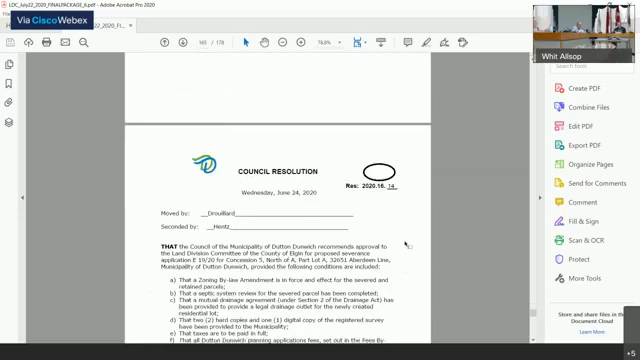 LDC_July22_2020_FINALPACKAGE_6.pdf - Adobe Acrobat Pro 2020
Via Cisco Webex
165 / 178
78.8%
Whit Allsop
Search tools
Create PDF
Combine Files
Edit PDF
Export PDF
Organize Pages
Send for Comments
Comment
Fill & Sign
Scan & OCR
Protect
More Tools
Store and share files in the
Document Cloud
Learn More
+5
COUNCIL RESOLUTION
Res: 2020.16. 14
Wednesday, June 24, 2020
Moved by: __Drouillard____
Seconded by: __Hentz____
THAT the Council of the Municipality of Dutton Dunwich recommends approval to
the Land Division Committee of the County of Elgin for proposed severance
application E 19/20 for Concession 5, North of A, Part Lot A, 32051 Aberdeen Line,
Municipality of Dutton Dunwich, provided the following conditions are included:
a) That a Zoning By-law Amendment is in force and effect for the severed and
retained parcels.
b) That a septic system review for the severed parcel has been completed.
c) That a mutual drainage agreement (under Section 2 of the Drainage Act) has
been provided to provide a legal drainage outlet for the newly created
residential lot.
d) That two (2) hard copies and one (1) digital copy of the registered survey
have been provided to the Municipality.
e) That taxes are to be paid in full.
f) That all Dutton Dunwich planning applications fees, set out in the Fees By-